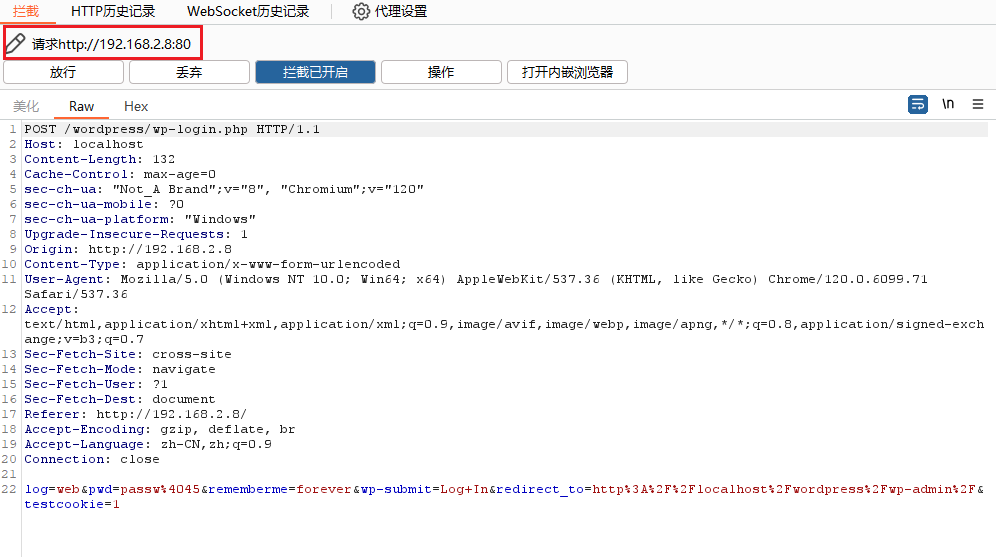 拦截 HTTP历史记录 WebSocket历史记录 代理设置
请求http://192.168.2.8:80
放行 丢弃 拦截已开启 操作 打开内嵌浏览器
美化 Raw Hex \n
1 POST /wordpress/wp-login.php HTTP/1.1
2 Host: localhost
3 Content-Length: 132
4 Cache-Control: max-age=0
5 sec-ch-ua: "Not_A Brand";v="8", "Chromium";v="120"
6 sec-ch-ua-mobile: ?0
7 sec-ch-ua-platform: "Windows"
8 Upgrade-Insecure-Requests: 1
9 Origin: http://192.168.2.8
10 Content-Type: application/x-www-form-urlencoded
11 User-Agent: Mozilla/5.0 (Windows NT 10.0; Win64; x64) AppleWebKit/537.36 (KHTML, like Gecko) Chrome/120.0.6099.71
Safari/537.36
12 Accept:
text/html,application/xhtml+xml,application/xml;q=0.9,image/avif,image/webp,image/apng,*/*;q=0.8,application/signed-exch
ange;v=b3;q=0.7
13 Sec-Fetch-Site: cross-site
14 Sec-Fetch-Mode: navigate
15 Sec-Fetch-User: ?1
16 Sec-Fetch-Dest: document
17 Referer: http://192.168.2.8/
18 Accept-Encoding: gzip, deflate, br
19 Accept-Language: zh-CN,zh;q=0.9
20 Connection: close
21
22 log=web&pwd=passw%4045&rememberme=forever&wp-submit=Log+In&redirect_to=http%3A%2F%2Flocalhost%2Fwordpress%2Fwp-admin%2F&
testcookie=1